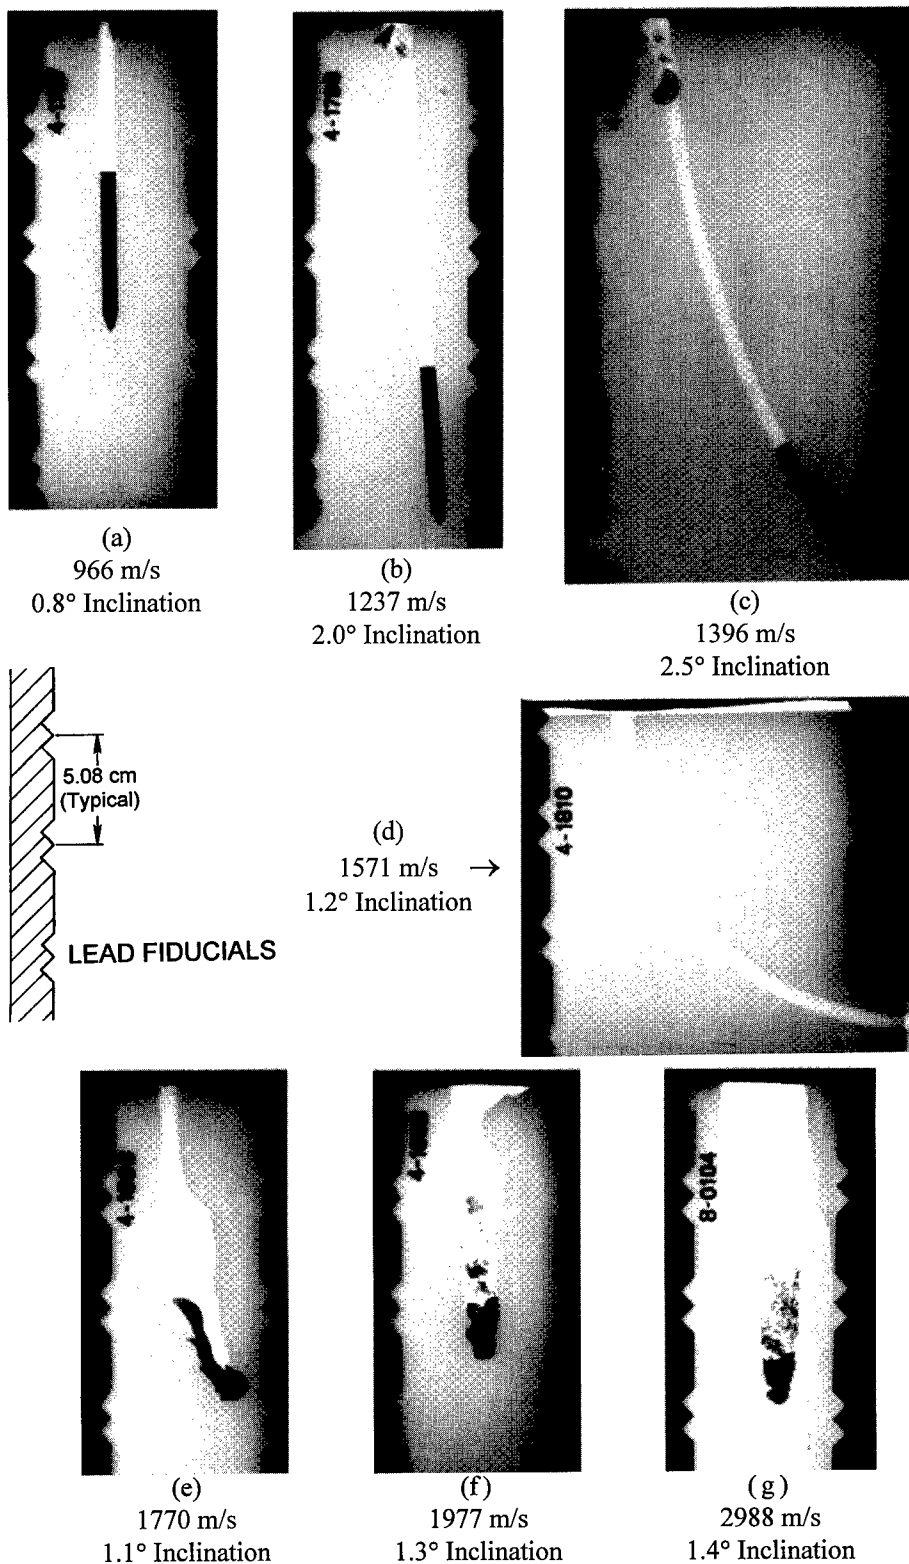 4-1789
(a)
966 m/s
0.8° Inclination
(b)
1237 m/s
2.0° Inclination
(c)
1396 m/s
2.5° Inclination
5.08 cm
(Typical)
LEAD FIDUCIALS
(d)
1571 m/s →
1.2° Inclination
4-1810
8-0104
(e)
1770 m/s
1.1° Inclination
(f)
1977 m/s
1.3° Inclination
(g)
2988 m/s
1.4° Inclination